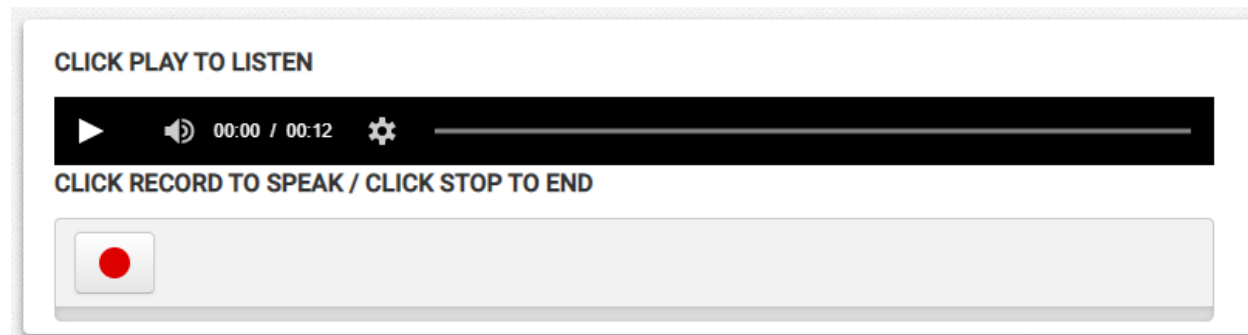 CLICK PLAY TO LISTEN
00:00 / 00:12
CLICK RECORD TO SPEAK / CLICK STOP TO END